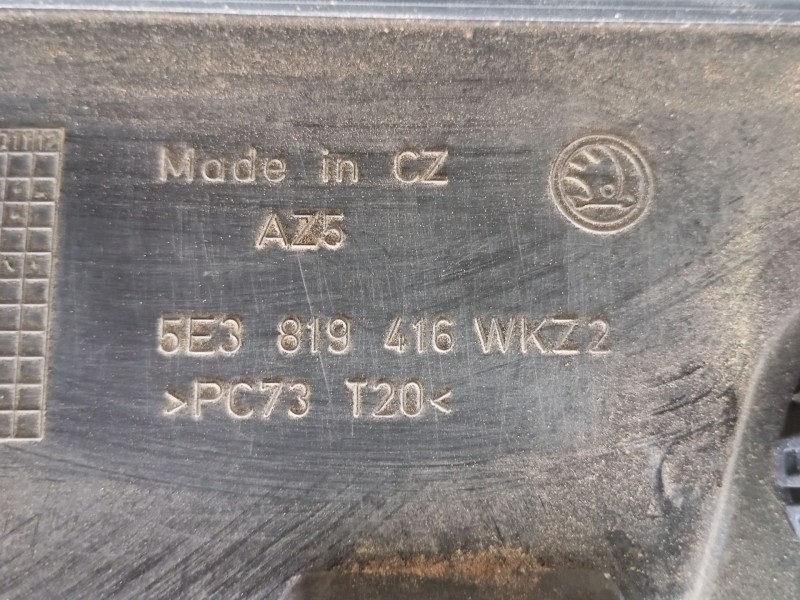 Made in CZ
AZ5
5E3 819 416 WKZ2
>PC73 T20<